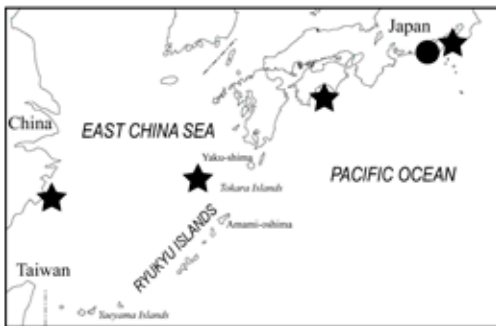 Japan
China
EAST CHINA SEA
Yaku-shima
PACIFIC OCEAN
Tokara Islands
Amami-oshima
RYUKYU ISLANDS
Taiwan
Yaeyama Islands